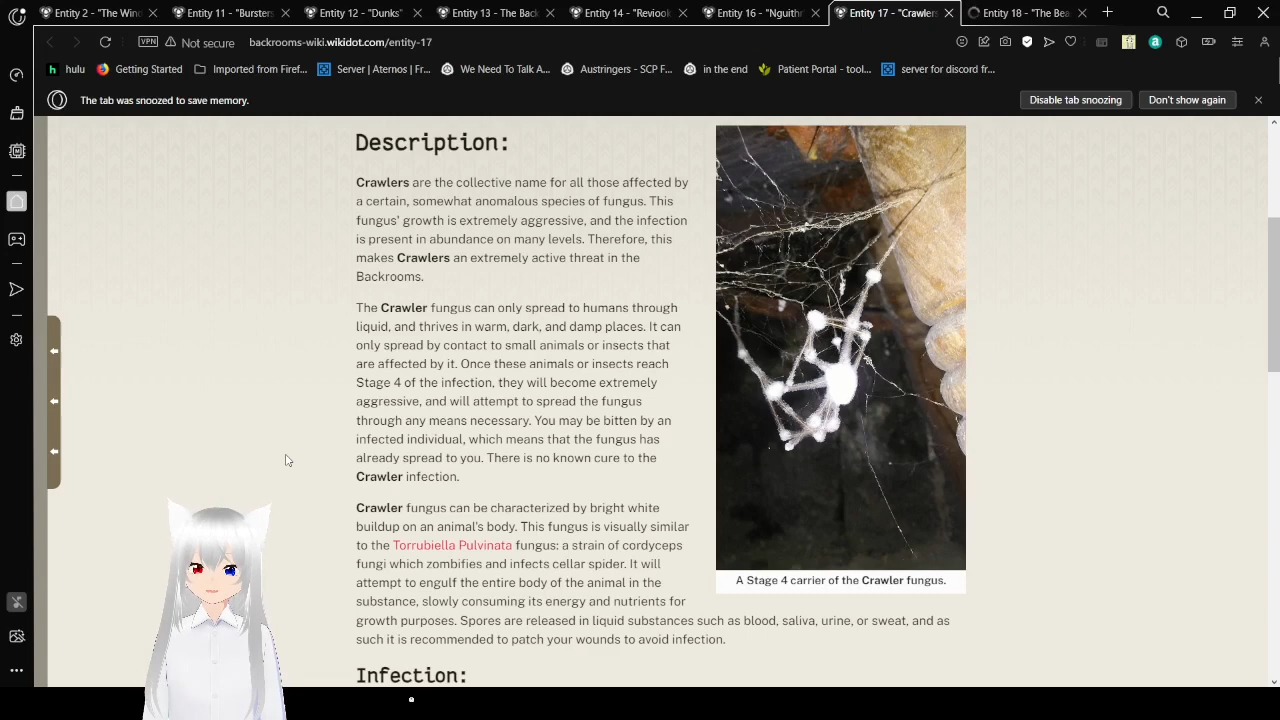 Entity 2 - "The Wind
Entity 11 - "Bursters
Entity 12 - "Dunks"
Entity 13 - The Back
Entity 14 - "Reviook
Entity 16 - "Nguithr
Entity 17 - "Crawlers
Entity 18 - "The Bea
VPN
Not secure
backrooms-wiki.wikidot.com/entity-17
hulu
Getting Started
Imported from Firef...
Server | Aternos | Fr...
We Need To Talk A...
Austringers - SCP F...
in the end
Patient Portal - tool...
server for discord fr...
The tab was snoozed to save memory.
Disable tab snoozing
Don't show again
Description:
Crawlers are the collective name for all those affected by
a certain, somewhat anomalous species of fungus. This
fungus' growth is extremely aggressive, and the infection
is present in abundance on many levels. Therefore, this
makes Crawlers an extremely active threat in the
Backrooms.
The Crawler fungus can only spread to humans through
liquid, and thrives in warm, dark, and damp places. It can
only spread by contact to small animals or insects that
are affected by it. Once these animals or insects reach
Stage 4 of the infection, they will become extremely
aggressive, and will attempt to spread the fungus
through any means necessary. You may be bitten by an
infected individual, which means that the fungus has
already spread to you. There is no known cure to the
Crawler infection.
Crawler fungus can be characterized by bright white
buildup on an animal's body. This fungus is visually similar
to the Torrubiella Pulvinata fungus: a strain of cordyceps
fungi which zombifies and infects cellar spider. It will
attempt to engulf the entire body of the animal in the
substance, slowly consuming its energy and nutrients for
growth purposes. Spores are released in liquid substances such as blood, saliva, urine, or sweat, and as
such it is recommended to patch your wounds to avoid infection.
A Stage 4 carrier of the Crawler fungus.
Infection: